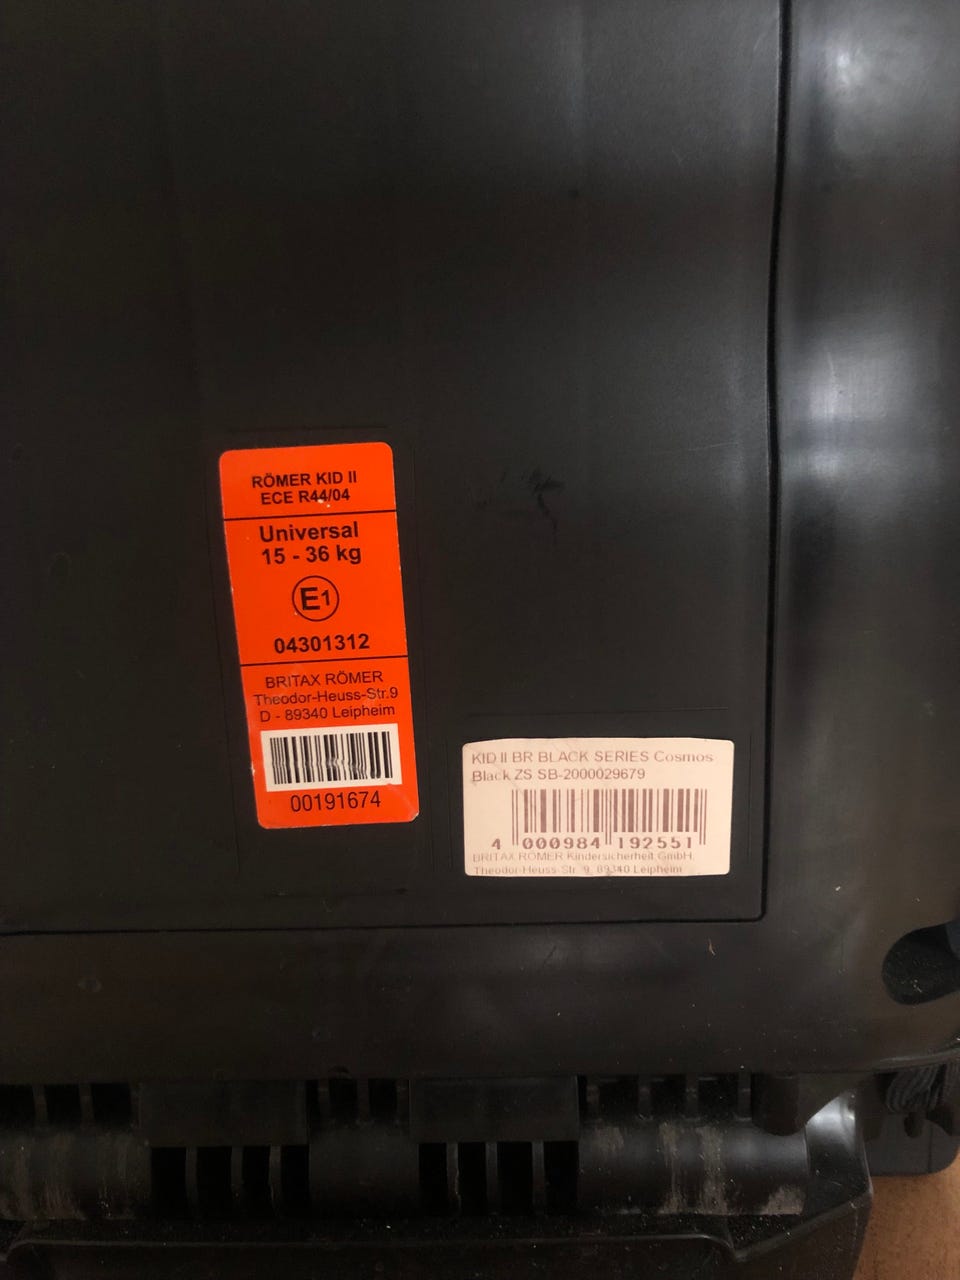 RÖMER KID II
ECE R44/04
Universal
15 - 36 kg
E1
04301312
BRITAX RÖMER
Theodor-Heuss-Str.9
D - 89340 Leipheim
00191674
KID II BR BLACK SERIES Cosmos
Black ZS SB-2000029679
4 000984 192551
BRITAX RÖMER Kindersicherheit GmbH,
Theodor-Heuss-Str. 9, 89340 Leipheim